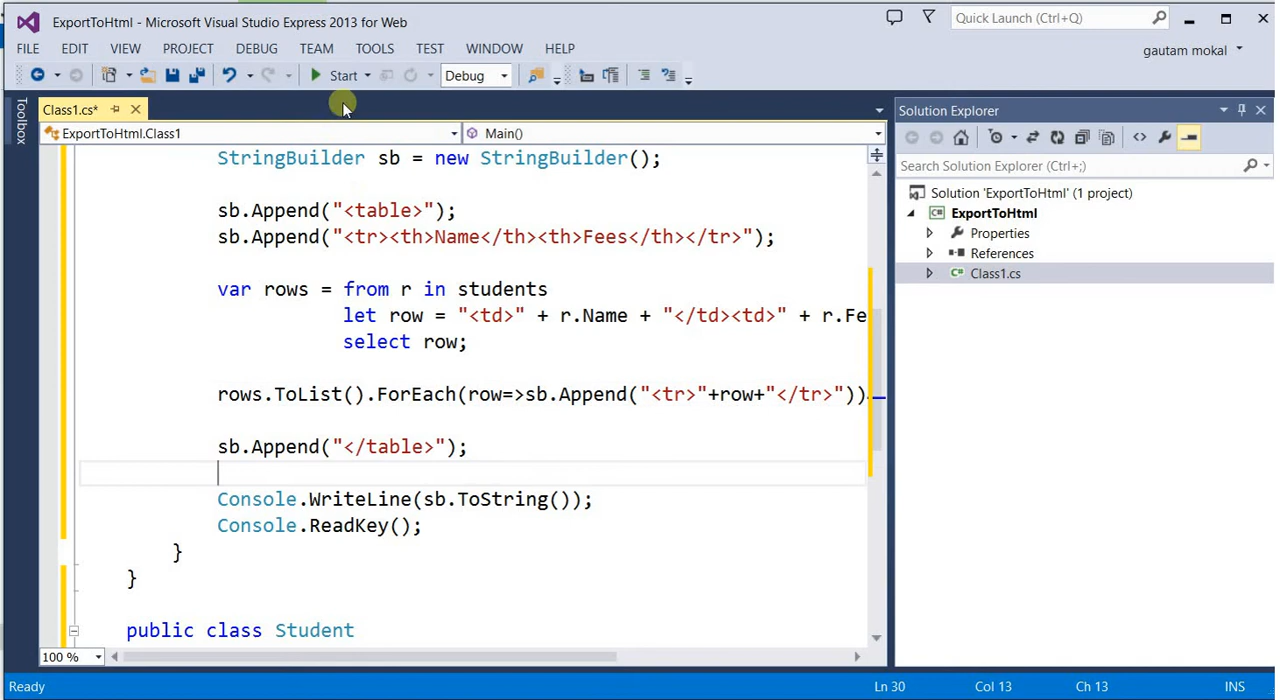 ExportToHtml - Microsoft Visual Studio Express 2013 for Web
Quick Launch (Ctrl+Q)
FILE EDIT VIEW PROJECT DEBUG TEAM TOOLS TEST WINDOW HELP
gautam mokal
Start Debug
Toolbox
Class1.cs*
Solution Explorer
ExportToHtml.Class1
Main()
Search Solution Explorer (Ctrl+;)
StringBuilder sb = new StringBuilder();
sb.Append("<table>");
sb.Append("<tr><th>Name</th><th>Fees</th></tr>");
var rows = from r in students
let row = "<td>" + r.Name + "</td><td>" + r.Fe
select row;
rows.ToList().ForEach(row=>sb.Append("<tr>"+row+"</tr>"))
sb.Append("</table>");
Console.WriteLine(sb.ToString());
Console.ReadKey();
}
}
public class Student
Solution 'ExportToHtml' (1 project)
ExportToHtml
Properties
References
Class1.cs
100 %
Ready
Ln 30 Col 13 Ch 13 INS